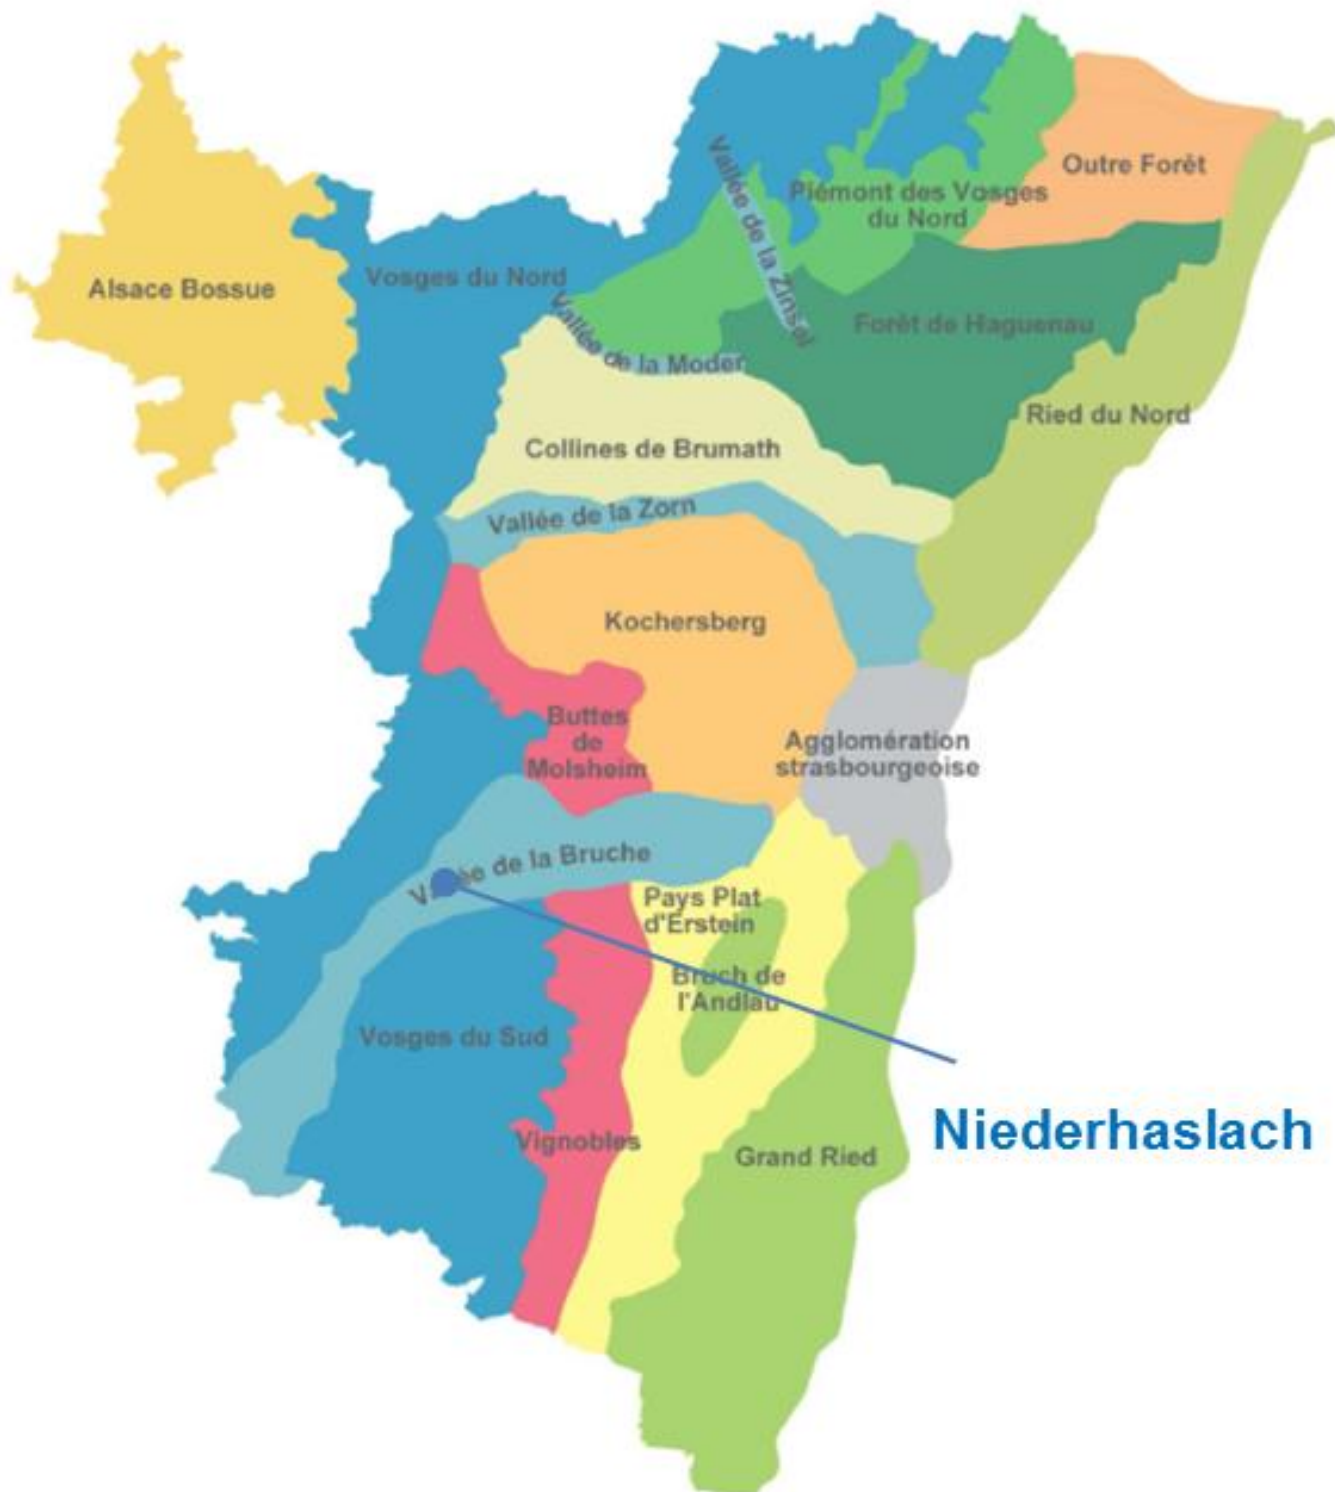 Outre Forêt
Vallée de la Zinsel
Piémont des Vosges
du Nord
Vosges du Nord
Alsace Bossue
Vallée de la Moder
Forêt de Haguenau
Ried du Nord
Collines de Brumath
Vallée de la Zorn
Kochersberg
Buttes
de
Molsheim
Agglomération
strasbourgeoise
Vallée de la Bruche
Pays Plat
d'Erstein
Bruch de
l'Andlau
Vosges du Sud
Niederhaslach
Vignobles
Grand Ried